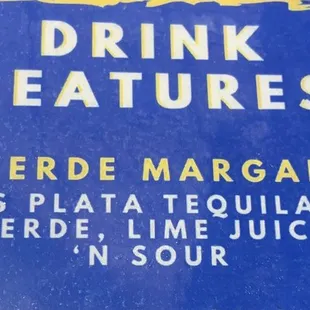 DRINK
EATURES
ERDE MARGA
S PLATA TEQUILA
ERDE, LIME JUIC
'N SOUR